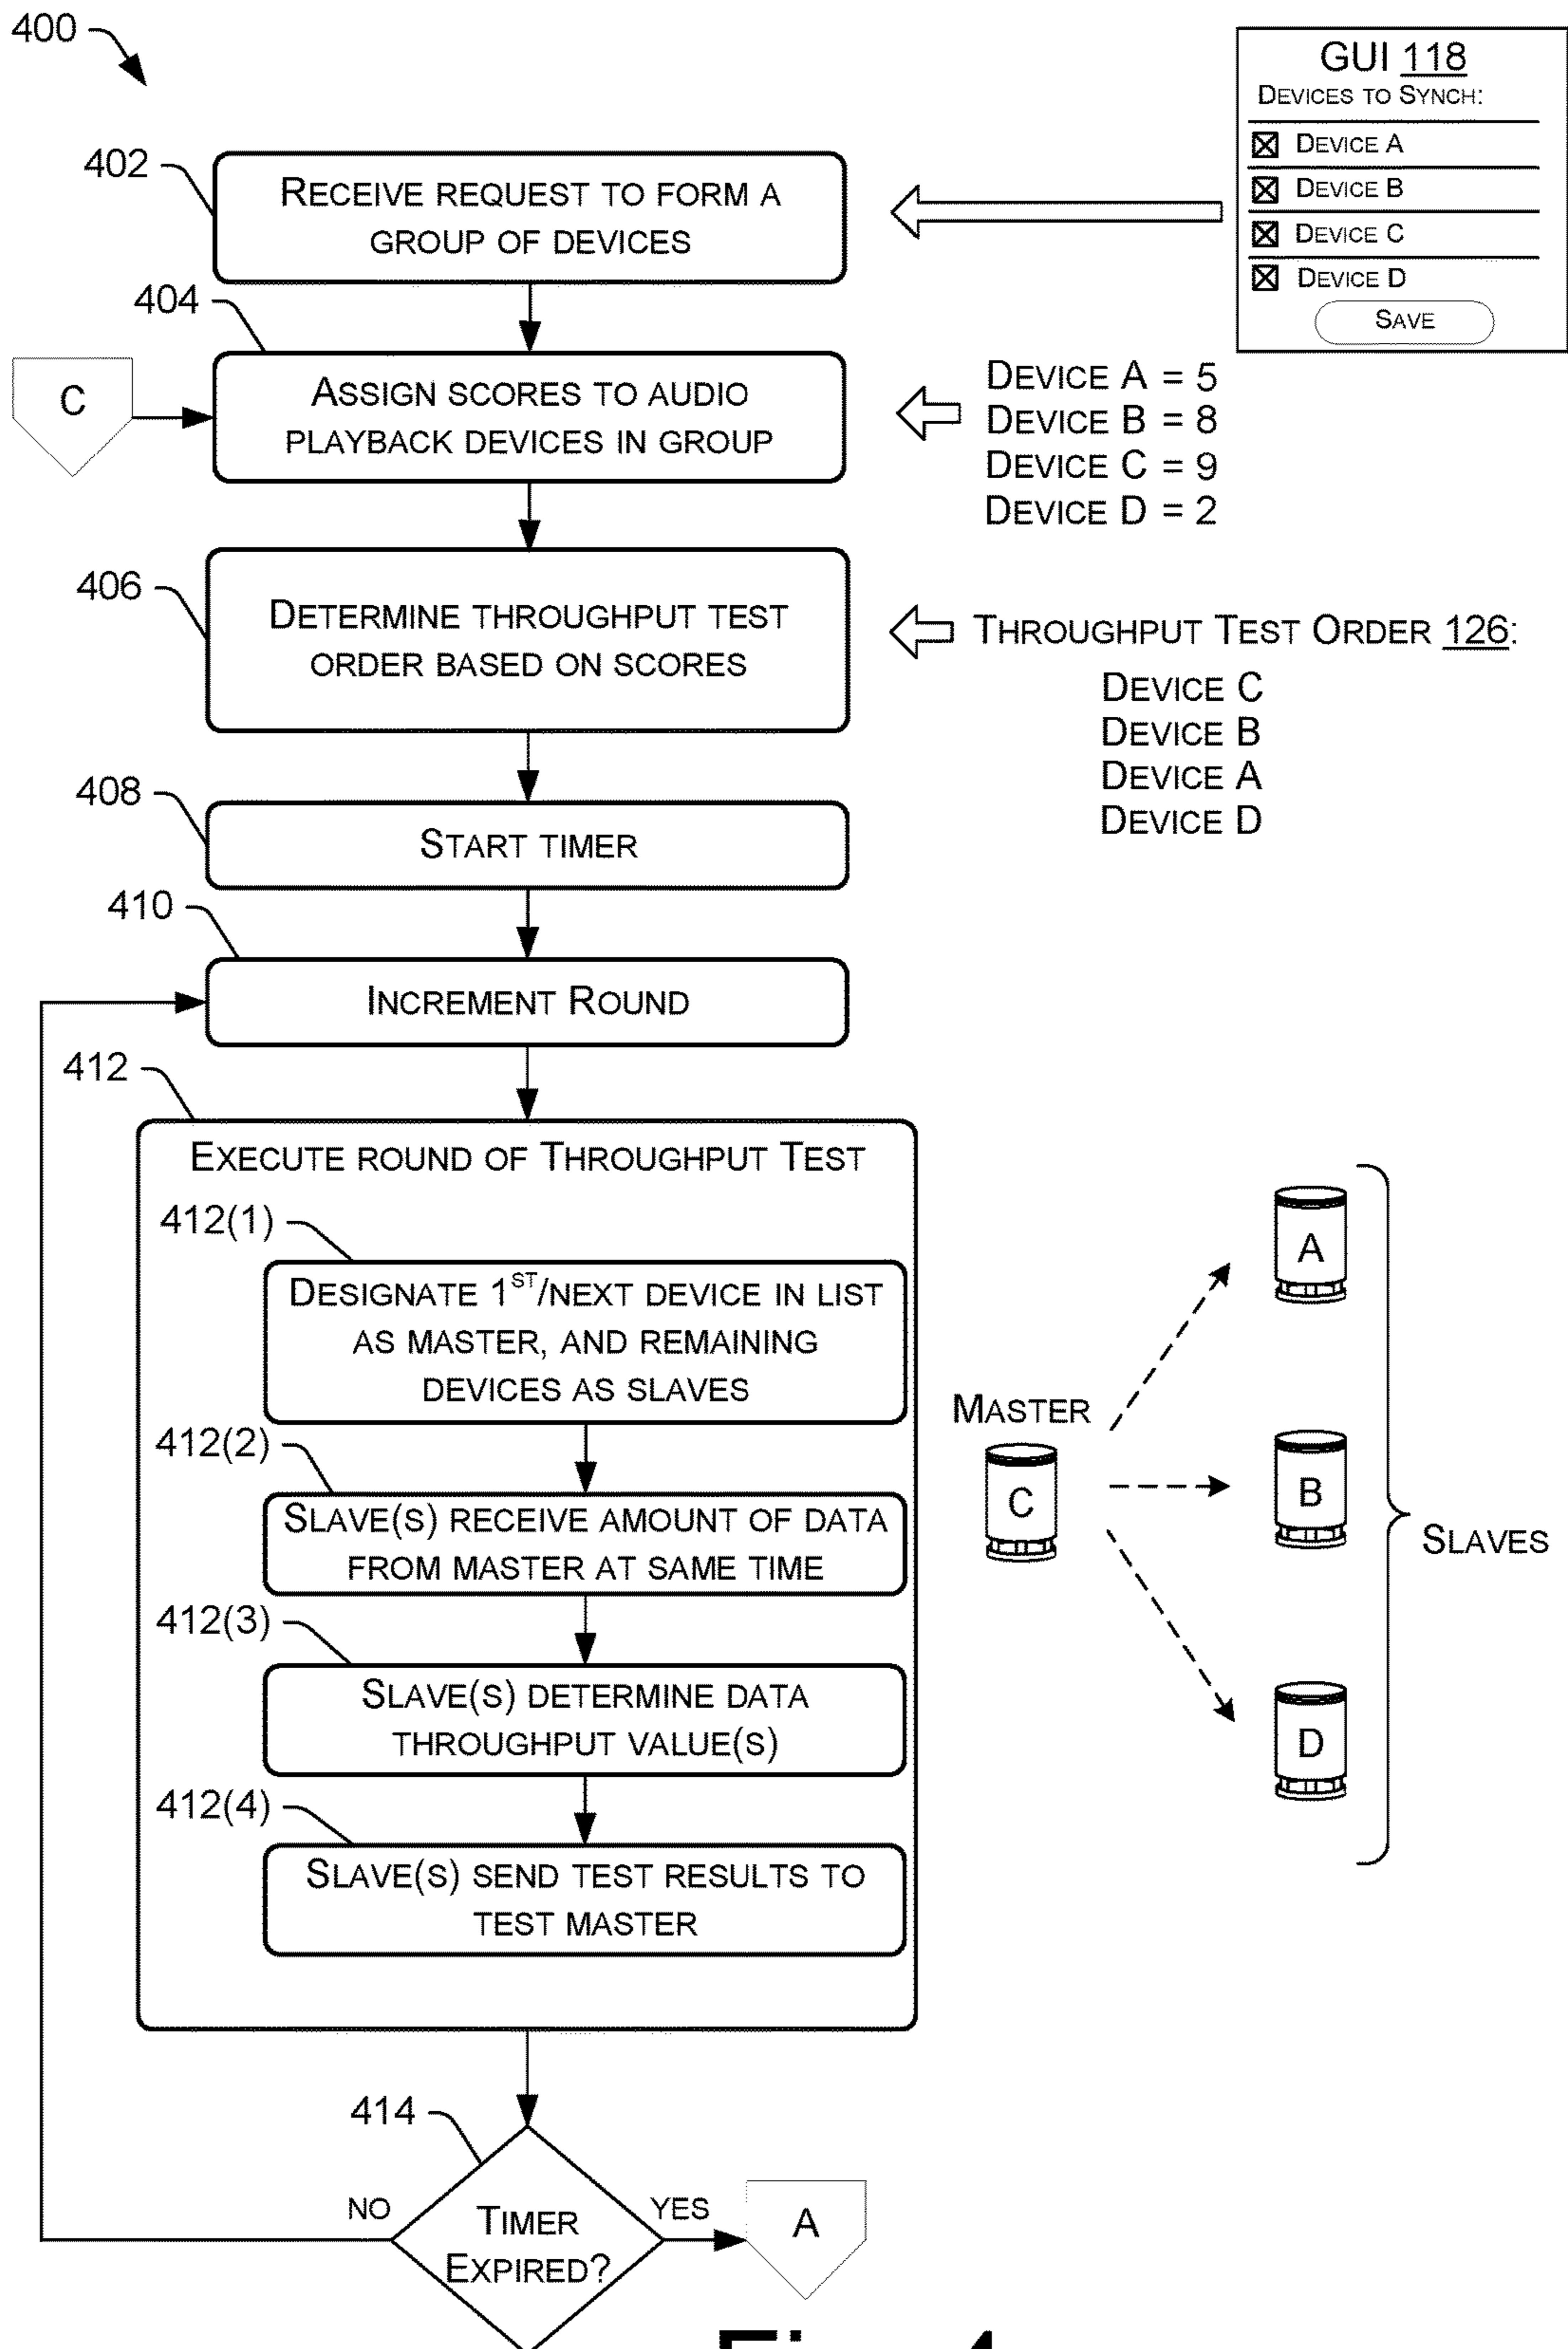 400
GUI 118
DEVICES TO SYNCH:
DEVICE A
DEVICE B
DEVICE C
DEVICE D
SAVE
402
RECEIVE REQUEST TO FORM A
GROUP OF DEVICES
404
C
ASSIGN SCORES TO AUDIO
PLAYBACK DEVICES IN GROUP
DEVICE A = 5
DEVICE B = 8
DEVICE C = 9
DEVICE D = 2
406
DETERMINE THROUGHPUT TEST
ORDER BASED ON SCORES
THROUGHPUT TEST ORDER 126:
DEVICE C
DEVICE B
DEVICE A
DEVICE D
408
START TIMER
410
INCREMENT ROUND
412
EXECUTE ROUND OF THROUGHPUT TEST
412(1)
DESIGNATE 1ST/NEXT DEVICE IN LIST
AS MASTER, AND REMAINING
DEVICES AS SLAVES
412(2)
SLAVE(S) RECEIVE AMOUNT OF DATA
FROM MASTER AT SAME TIME
412(3)
SLAVE(S) DETERMINE DATA
THROUGHPUT VALUE(S)
412(4)
SLAVE(S) SEND TEST RESULTS TO
TEST MASTER
MASTER
C
A
B
D
SLAVES
414
TIMER
EXPIRED?
NO
YES
A